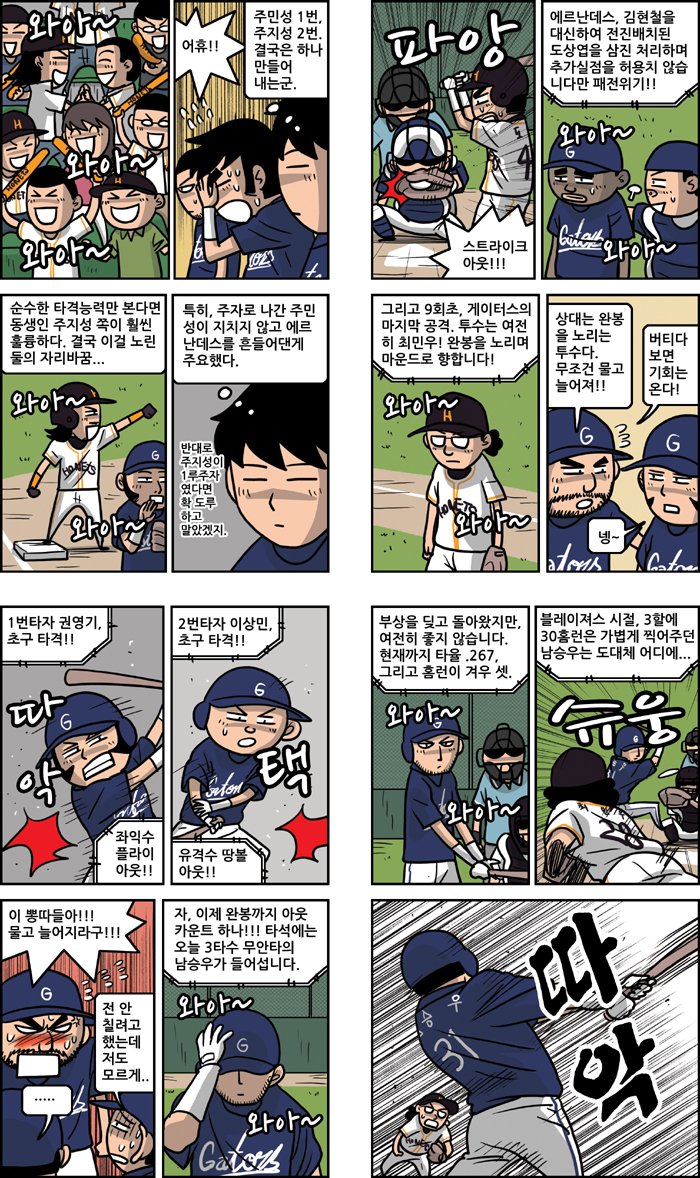 와아~
와아~
와아~
H
H
HORNETS
어휴!!
주민성 1번,
주지성 2번.
결국은 하나
만들어
내는군.
순수한 타격능력만 본다면
동생인 주지성 쪽이 훨씬
훌륭하다. 결국 이걸 노린
둘의 자리바꿈...
와아~
와아~
특히, 주자로 나간 주민
성이 지치지 않고 에르
난데스를 흔들어댄게
주요했다.
반대로
주지성이
1루주자
였다면
확 도루
하고
말았겠지.
파앙
4
스트라이크
아웃!!!
에르난데스, 김현철을
대신하여 전진배치된
도상엽을 삼진 처리하며
추가실점을 허용치 않습
니다만 패전위기!!
와아~
G
Gators
와아~
그리고 9회초, 게이터스의
마지막 공격. 투수는 여전
히 최민우! 완봉을 노리며
마운드로 향합니다!
와아~
H
와아~
상대는 완봉
을 노리는
투수다.
무조건 물고
늘어져!!
버티다
보면
기회는
온다!
G
G
넹~
1번타자 권영기,
초구 타격!!
따
악
G
좌익수
플라이
아웃!!
2번타자 이상민,
초구 타격!!
G
택
Gators
유격수 땅볼
아웃!!
이 뽕따들아!!!
물고 늘어지라구!!!
G
전 안
칠려고
했는데
저도
모르게..
.....
자, 이제 완봉까지 아웃
카운트 하나!!! 타석에는
오늘 3타수 무안타의
남승우가 들어섭니다.
와아~
G
와아~
Gators
부상을 딪고 돌아왔지만,
여전히 좋지 않습니다.
현재까지 타율 .267,
그리고 홈런이 겨우 셋.
와아~
G
와아~
블레이져스 시절, 3할에
30홈런은 가볍게 찍어주던
남승우는 도대체 어디에...
슈웅
G
28
따
악
승우
31